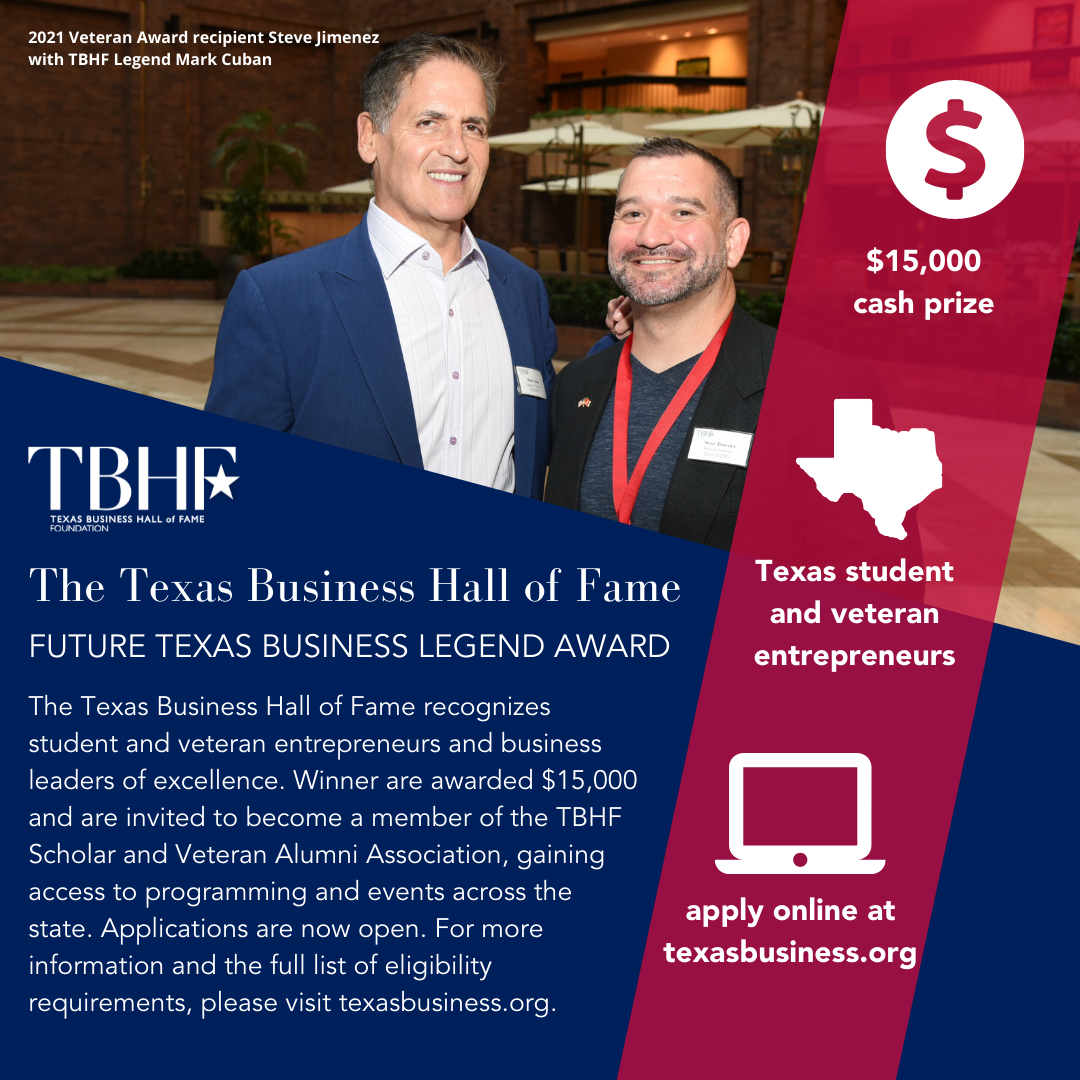 2021 Veteran Award recipient Steve Jimenez
with TBHF Legend Mark Cuban
$
$15,000
cash prize
TBHF
TEXAS BUSINESS HALL of FAME
FOUNDATION
Texas student
and veteran
entrepreneurs
The Texas Business Hall of Fame
FUTURE TEXAS BUSINESS LEGEND AWARD
The Texas Business Hall of Fame recognizes
student and veteran entrepreneurs and business
leaders of excellence. Winner are awarded $15,000
and are invited to become a member of the TBHF
Scholar and Veteran Alumni Association, gaining
access to programming and events across the
state. Applications are now open. For more
information and the full list of eligibility
requirements, please visit texasbusiness.org.
apply online at
texasbusiness.org